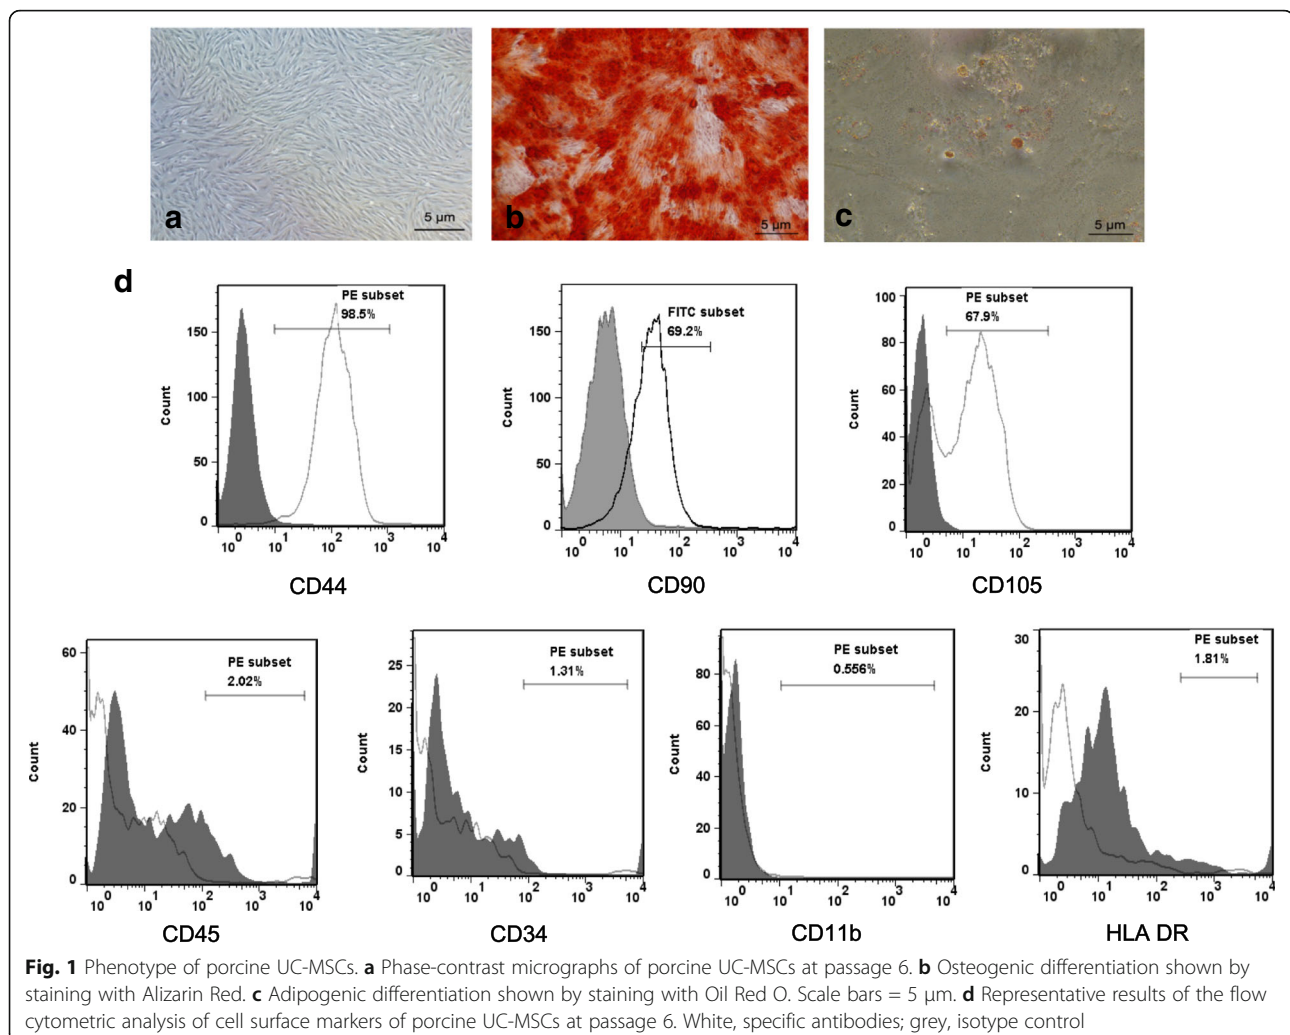 a
5 µm
b
5 µm
c
5 µm
d
PE subset
98.5%
150
100
50
0
Count
10^0 10^1 10^2 10^3 10^4
CD44
FITC subset
69.2%
150
100
50
0
Count
10^0 10^1 10^2 10^3 10^4
CD90
PE subset
67.9%
100
80
60
40
20
0
Count
10^0 10^1 10^2 10^3 10^4
CD105
PE subset
2.02%
60
40
20
0
Count
10^0 10^1 10^2 10^3 10^4
CD45
PE subset
1.31%
25
20
15
10
5
0
Count
10^0 10^1 10^2 10^3 10^4
CD34
PE subset
0.556%
80
60
40
20
0
Count
10^0 10^1 10^2 10^3 10^4
CD11b
PE subset
1.81%
30
20
10
0
Count
10^0 10^1 10^2 10^3 10^4
HLA DR
Fig. 1 Phenotype of porcine UC-MSCs. a Phase-contrast micrographs of porcine UC-MSCs at passage 6. b Osteogenic differentiation shown by
staining with Alizarin Red. c Adipogenic differentiation shown by staining with Oil Red O. Scale bars = 5 µm. d Representative results of the flow
cytometric analysis of cell surface markers of porcine UC-MSCs at passage 6. White, specific antibodies; grey, isotype control